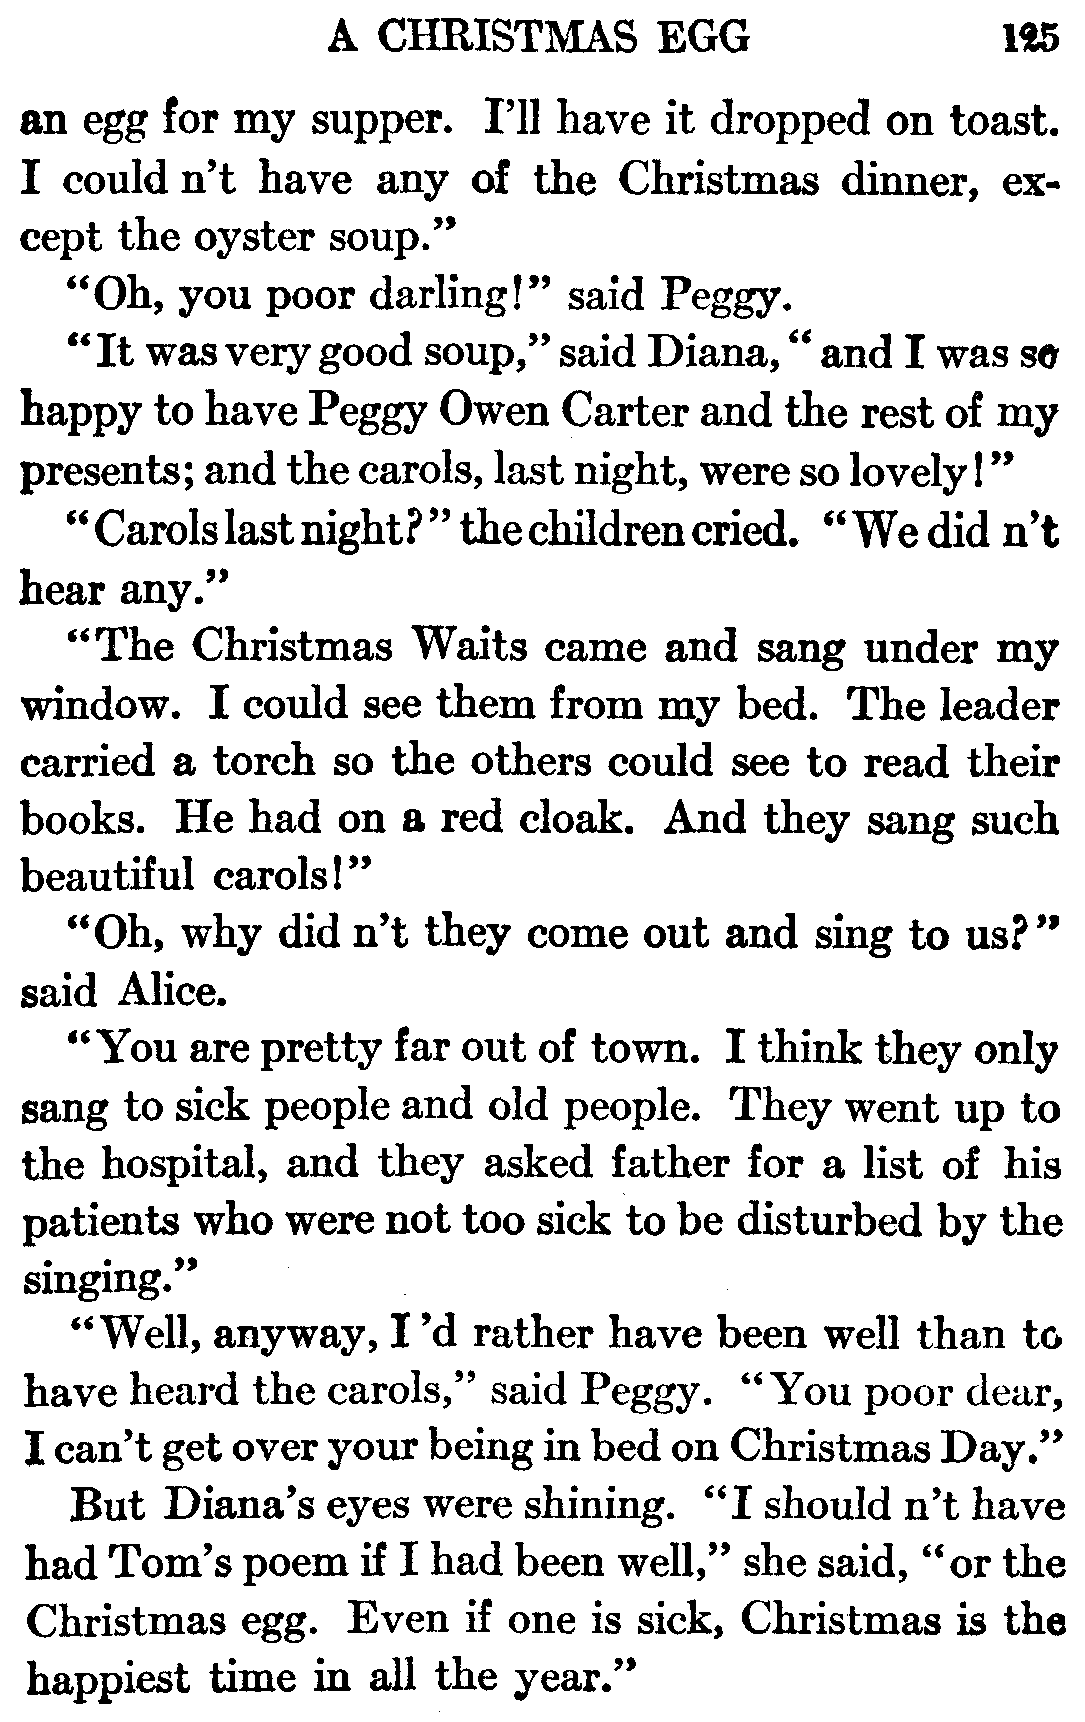 A CHRISTMAS EGG 125
an egg for my supper. I'll have it dropped on toast.
I could n't have any of the Christmas dinner, ex-
cept the oyster soup."
"Oh, you poor darling!" said Peggy.
"It was very good soup," said Diana, "and I was so
happy to have Peggy Owen Carter and the rest of my
presents; and the carols, last night, were so lovely!"
"Carols last night?" the children cried. "We did n't
hear any."
"The Christmas Waits came and sang under my
window. I could see them from my bed. The leader
carried a torch so the others could see to read their
books. He had on a red cloak. And they sang such
beautiful carols!"
"Oh, why did n't they come out and sing to us?"
said Alice.
"You are pretty far out of town. I think they only
sang to sick people and old people. They went up to
the hospital, and they asked father for a list of his
patients who were not too sick to be disturbed by the
singing."
"Well, anyway, I 'd rather have been well than to
have heard the carols," said Peggy. "You poor dear,
I can't get over your being in bed on Christmas Day."
But Diana's eyes were shining. "I should n't have
had Tom's poem if I had been well," she said, "or the
Christmas egg. Even if one is sick, Christmas is the
happiest time in all the year."